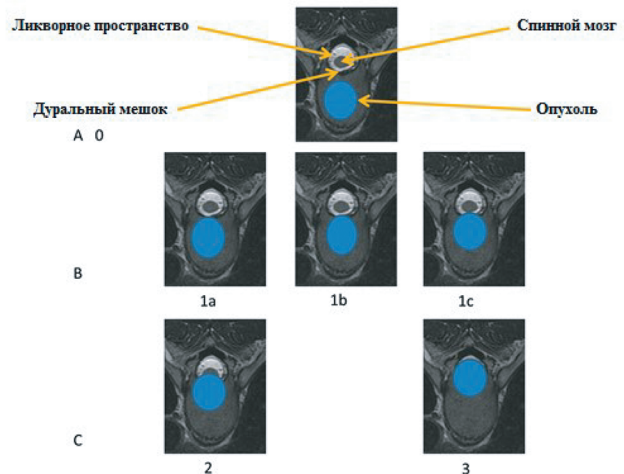 Ликворное пространство
Спинной мозг
Дуральный мешок
Опухоль
A 0
B
1a
1b
1c
C
2
3